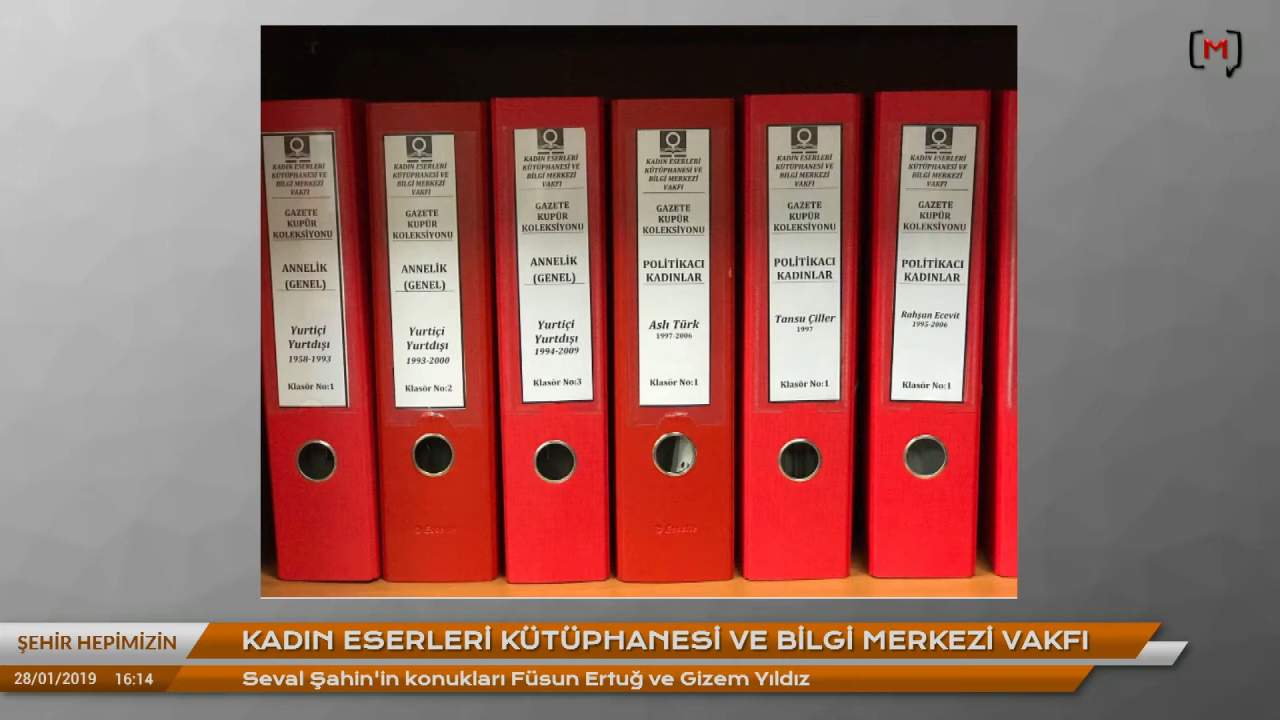 M
KADIN ESERLERİ
KÜTÜPHANESİ VE
BİLGİ MERKEZİ
VAKFI
GAZETE
KUPÜR
KOLEKSİYONU
ANNELİK
(GENEL)
Yurtiçi
Yurtdışı
1958-1993
Klasör No:1
KADIN ESERLERİ
KÜTÜPHANESİ VE
BİLGİ MERKEZİ
VAKFI
GAZETE
KUPÜR
KOLEKSİYONU
ANNELİK
(GENEL)
Yurtiçi
Yurtdışı
1993-2000
Klasör No:2
KADIN ESERLERİ
KÜTÜPHANESİ VE
BİLGİ MERKEZİ
VAKFI
GAZETE
KUPÜR
KOLEKSİYONU
ANNELİK
(GENEL)
Yurtiçi
Yurtdışı
1994-2009
Klasör No:3
KADIN ESERLERİ
KÜTÜPHANESİ VE
BİLGİ MERKEZİ
VAKFI
GAZETE
KUPÜR
KOLEKSİYONU
POLİTİKACI
KADINLAR
Aslı Türk
1997-2006
Klasör No:1
KADIN ESERLERİ
KÜTÜPHANESİ VE
BİLGİ MERKEZİ
VAKFI
GAZETE
KUPÜR
KOLEKSİYONU
POLİTİKACI
KADINLAR
Tansu Çiller
1997
Klasör No:1
KADIN ESERLERİ
KÜTÜPHANESİ VE
BİLGİ MERKEZİ
VAKFI
GAZETE
KUPÜR
KOLEKSİYONU
POLİTİKACI
KADINLAR
Rahşan Ecevit
1995-2006
Klasör No:1
ŞEHİR HEPİMİZİN
KADIN ESERLERİ KÜTÜPHANESİ VE BİLGİ MERKEZİ VAKFI
28/01/2019 16:14
Seval Şahin'in konukları Füsun Ertuğ ve Gizem Yıldız